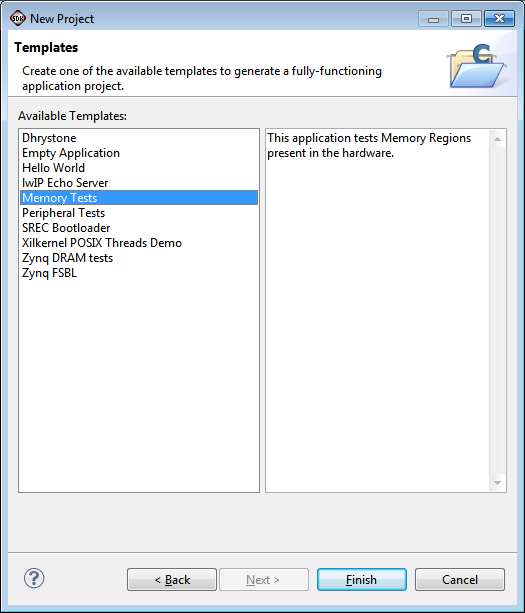 SDK New Project
Templates
Create one of the available templates to generate a fully-functioning
application project.
C
Available Templates:
Dhrystone
Empty Application
Hello World
lwIP Echo Server
Memory Tests
Peripheral Tests
SREC Bootloader
Xilkernel POSIX Threads Demo
Zynq DRAM tests
Zynq FSBL
This application tests Memory Regions
present in the hardware.
?
< Back
Next >
Finish
Cancel